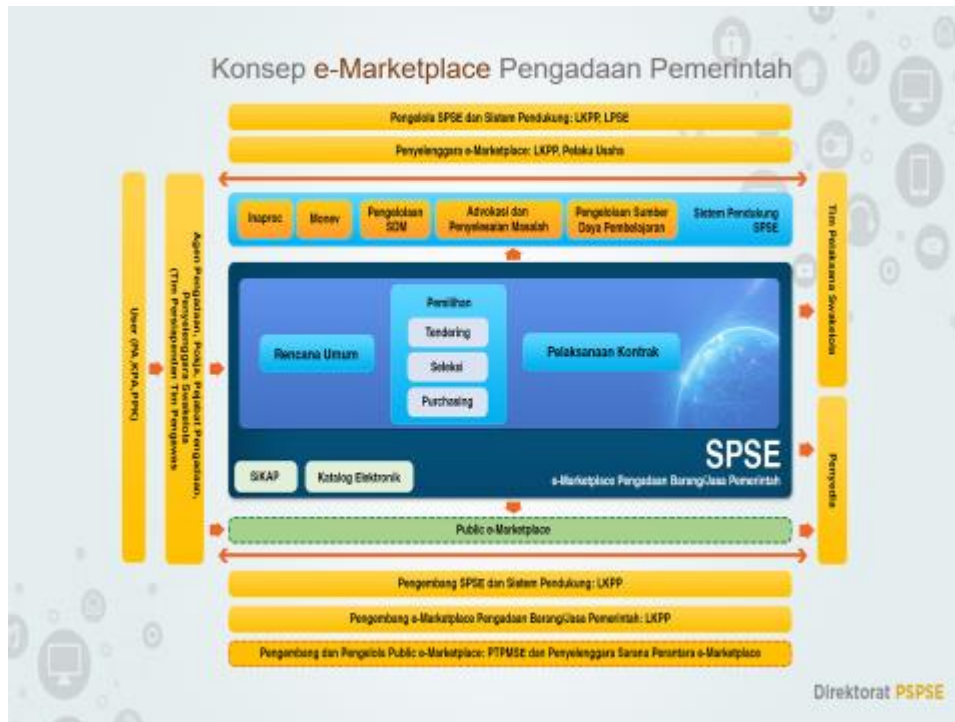 Konsep e-Marketplace Pengadaan Pemerintah
Pengelola SPSE dan Sistem Pendukung: LKPP, LPSE
Penyelenggara e-Marketplace: LKPP, Pelaku Usaha
User (PA,KPA,PPK)
Agen Pengadaan, Pokja, Pejabat Pengadaan,
Penyelenggara Swakelola
(Tim Persiapandan Tim Pengawas
Inaproc
Monev
Pengelolaan
SDM
Advokasi dan
Penyelesaian Masalah
Pengelolaan Sumber
Daya Pembelajaran
Sistem Pendukung
SPSE
Rencana Umum
Pemilihan
Tendering
Seleksi
Purchasing
Pelaksanaan Kontrak
SPSE
e-Marketplace Pengadaan Barang/Jasa Pemerintah
SiKAP
Katalog Elektronik
Public e-Marketplace
Tim Pelaksana Swakelola
Penyedia
Pengembang SPSE dan Sistem Pendukung: LKPP
Pengembang e-Marketplace Pengadaan Barang/Jasa Pemerintah: LKPP
Pengembang dan Pengelola Public e-Marketplace: PTPMSE dan Penyelenggara Sarana Perantara e-Marketplace
Direktorat PSPSE